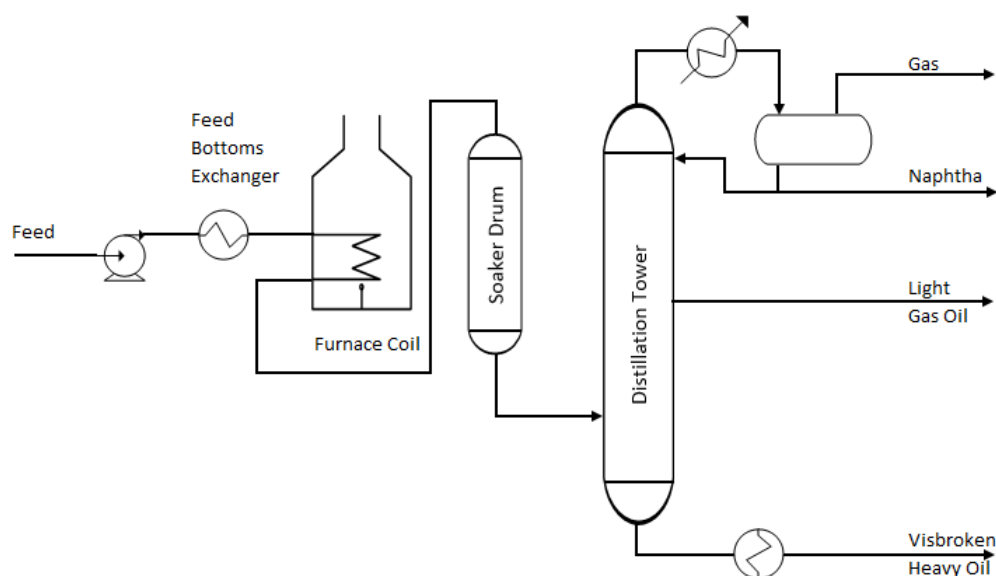 Feed
Bottoms
Exchanger
Feed
Furnace Coil
Soaker Drum
Distillation Tower
Gas
Naphtha
Light
Gas Oil
Visbroken
Heavy Oil